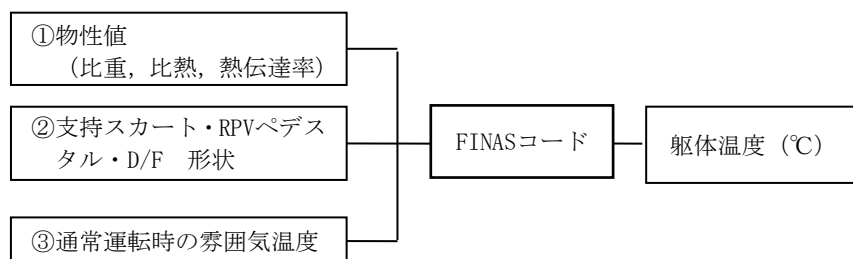 ①物性値
(比重, 比熱, 熱伝達率)
②支持スカート・RPVペデス
タル・D/F 形状
③通常運転時の雰囲気温度
FINASコード
躯体温度 (℃)